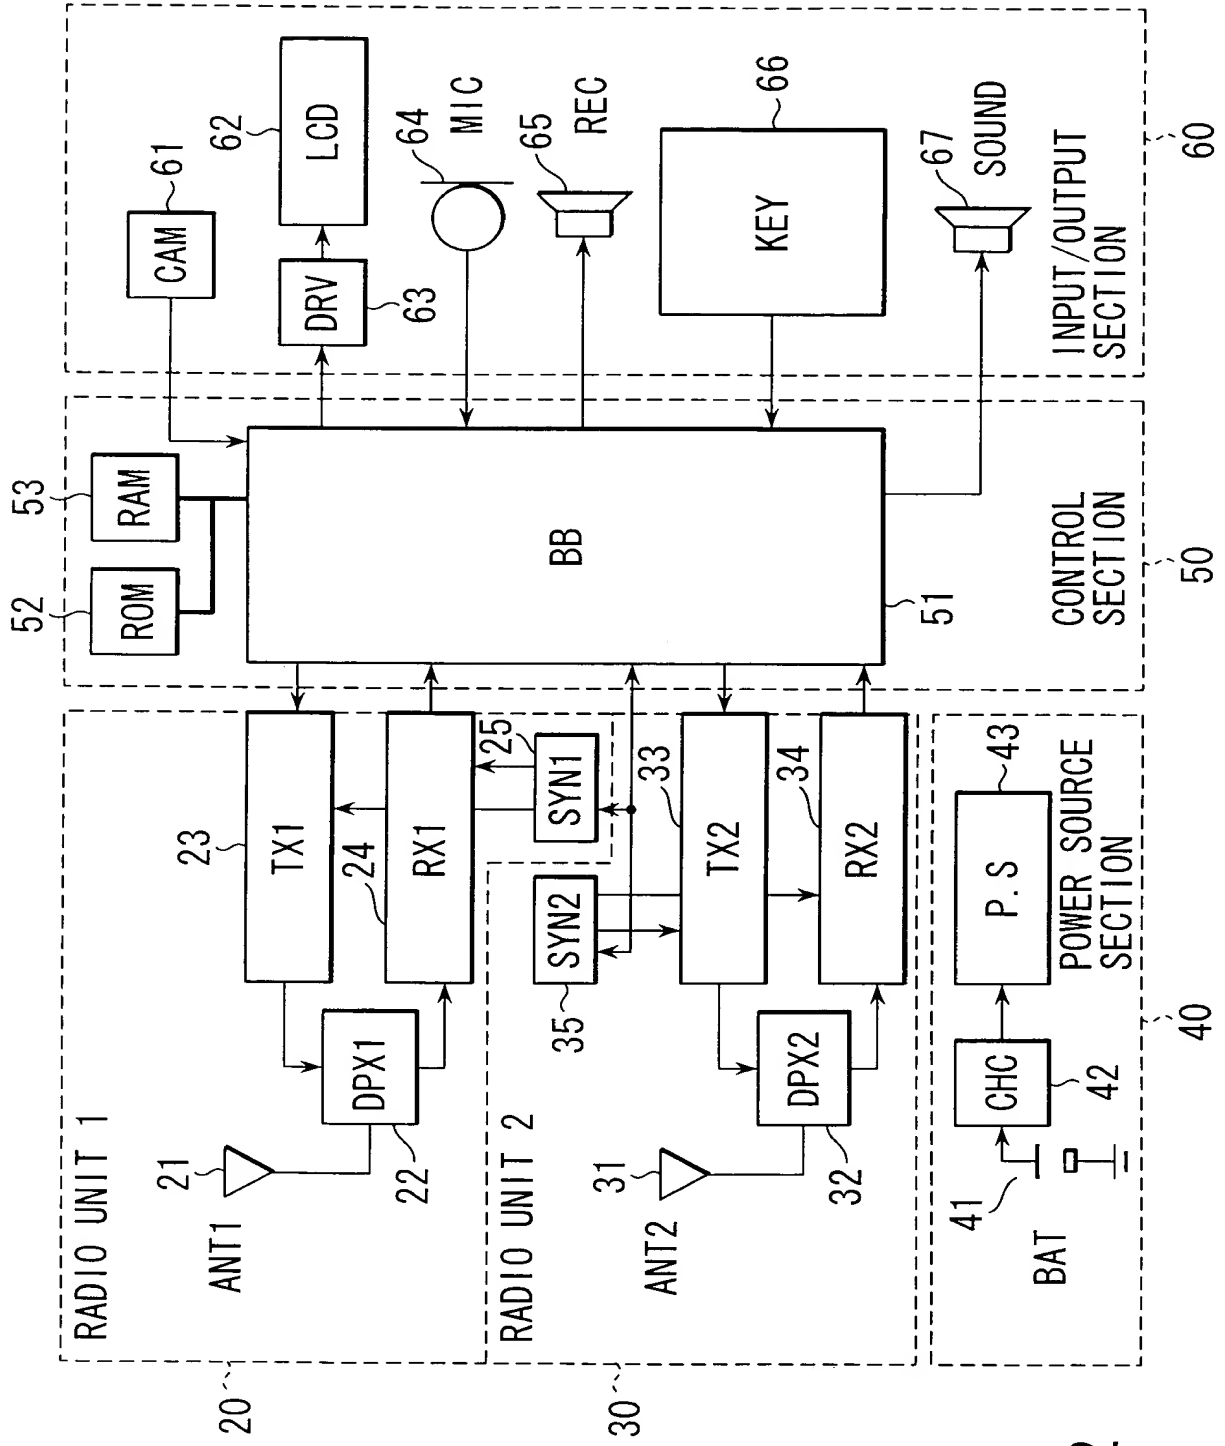 RADIO UNIT 1
20
ANT1
21
DPX1
22
TX1
23
RX1
24
SYN1
25
RADIO UNIT 2
30
ANT2
31
DPX2
32
SYN2
35
TX2
33
RX2
34
BAT
41
CHC
42
P.S
43
POWER SOURCE
SECTION
40
ROM
52
RAM
53
BB
51
CONTROL
SECTION
50
CAM
61
DRV
63
LCD
62
MIC
64
REC
65
KEY
66
SOUND
67
INPUT/OUTPUT
SECTION
60